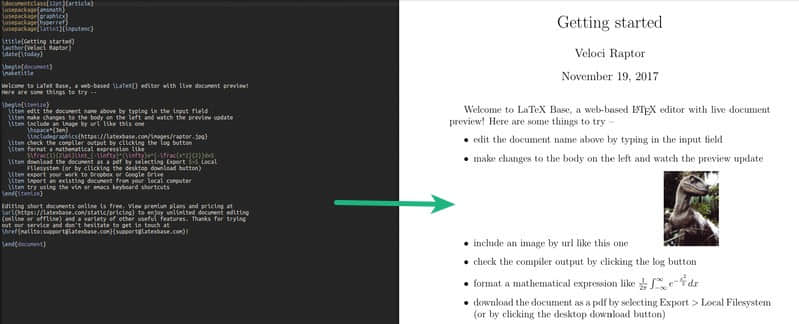 \documentclass[12pt]{article}
\usepackage{amsmath}
\usepackage{graphicx}
\usepackage{hyperref}
\usepackage[latin1]{inputenc}
\title{Getting started}
\author{Veloci Raptor}
\date{\today}
\begin{document}
\maketitle
Welcome to LaTeX Base, a web-based \LaTeX{} editor with live document preview!
Here are some things to try --
\begin{itemize}
\item edit the document name above by typing in the input field
\item make changes to the body on the left and watch the preview update
\item include an image by url like this one
\hspace*{3em}
\includegraphics{https://latexbase.com/images/raptor.jpg}
\item check the compiler output by clicking the log button
\item format a mathematical expression like
$\frac{1}{2\pi}\int_{-\infty}^{\infty}e^{-\frac{x^2}{2}}dx$
\item download the document as a pdf by selecting Export $>$ Local
Filesystem (or by clicking the desktop download button)
\item export your work to Dropbox or Google Drive
\item import an existing document from your local computer
\item try using the vim or emacs keyboard shortcuts
\end{itemize}
Editing short documents online is free. View premium plans and pricing at
\url{https://latexbase.com/static/pricing} to enjoy unlimited document editing
(online or offline) and a variety of other useful features. Thanks for trying
out our service and don't hesitate to get in touch at
\href{mailto:support@latexbase.com}{support@latexbase.com}!
\end{document}
Getting started
Veloci Raptor
November 19, 2017
Welcome to LaTeX Base, a web-based LaTeX editor with live document
preview! Here are some things to try –
• edit the document name above by typing in the input field
• make changes to the body on the left and watch the preview update
• include an image by url like this one
• check the compiler output by clicking the log button
• format a mathematical expression like 1/2π ∫_{-∞}^{∞} e^{-x²/2} dx
• download the document as a pdf by selecting Export > Local Filesystem
(or by clicking the desktop download button)